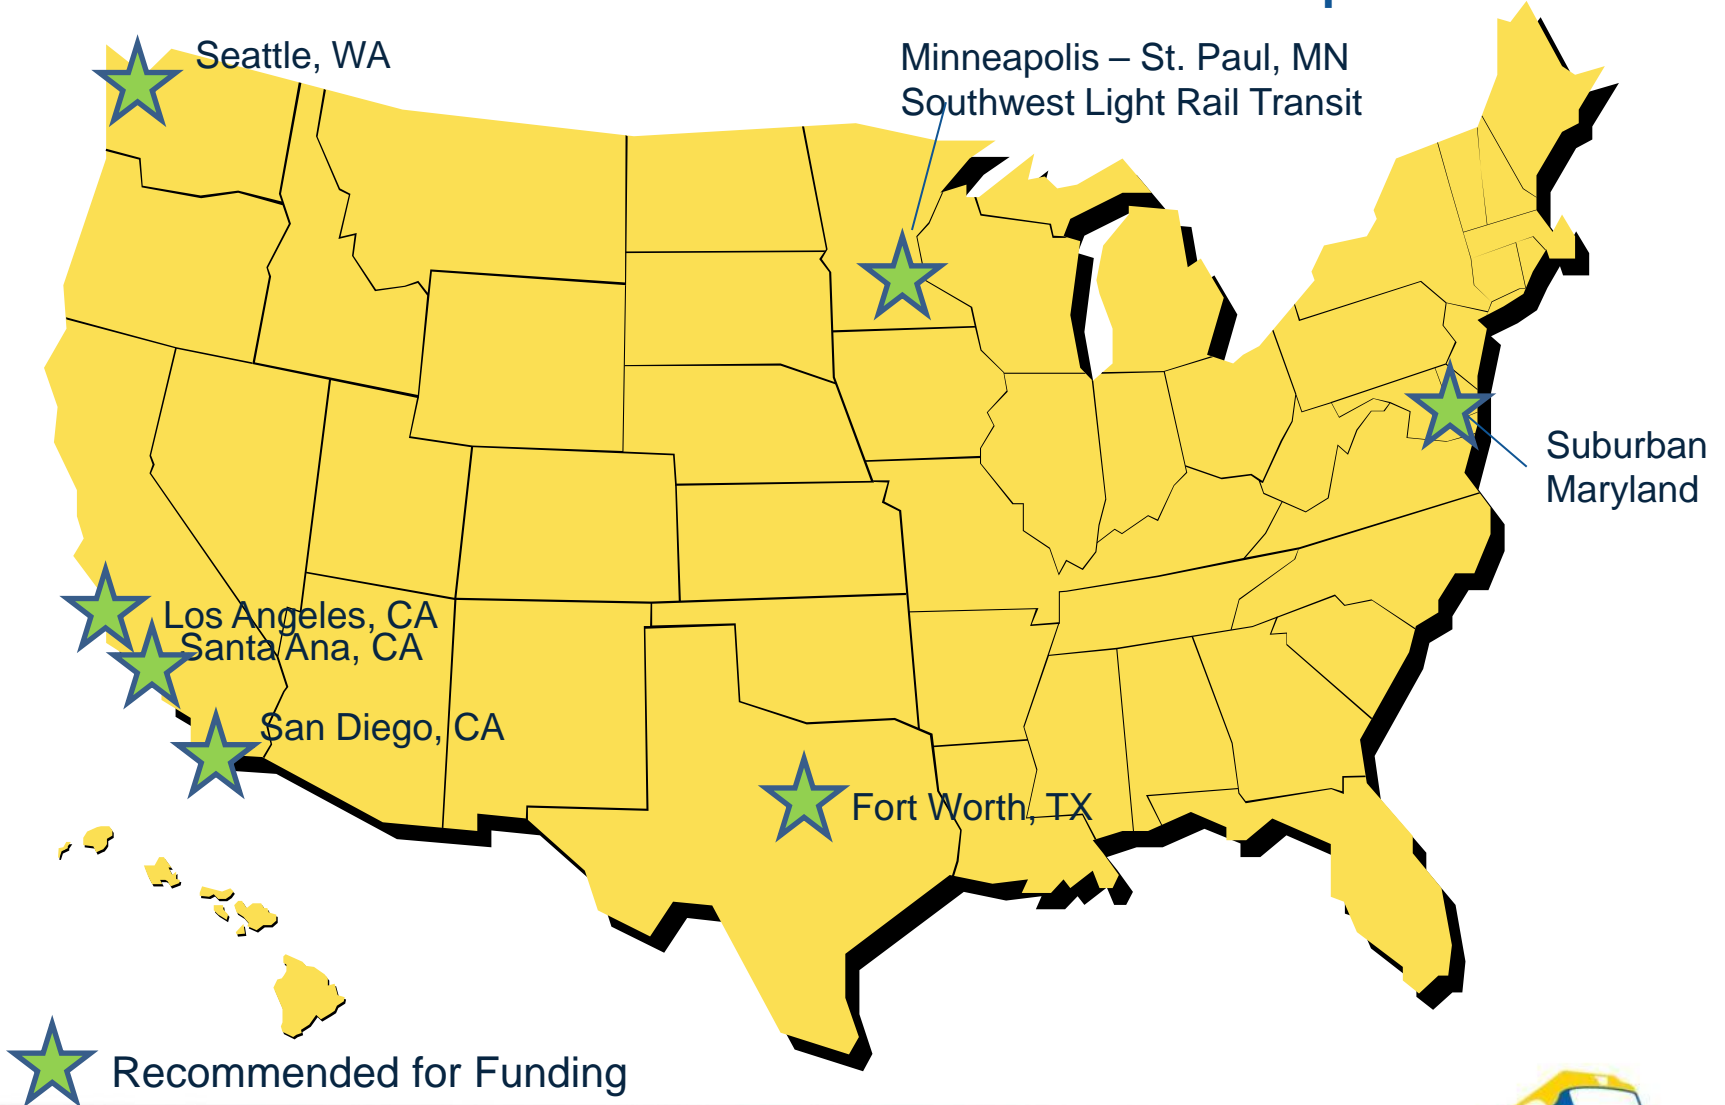 Seattle, WA
Minneapolis – St. Paul, MN
Southwest Light Rail Transit
Suburban
Maryland
Los Angeles, CA
Santa Ana, CA
San Diego, CA
Fort Worth, TX
Recommended for Funding